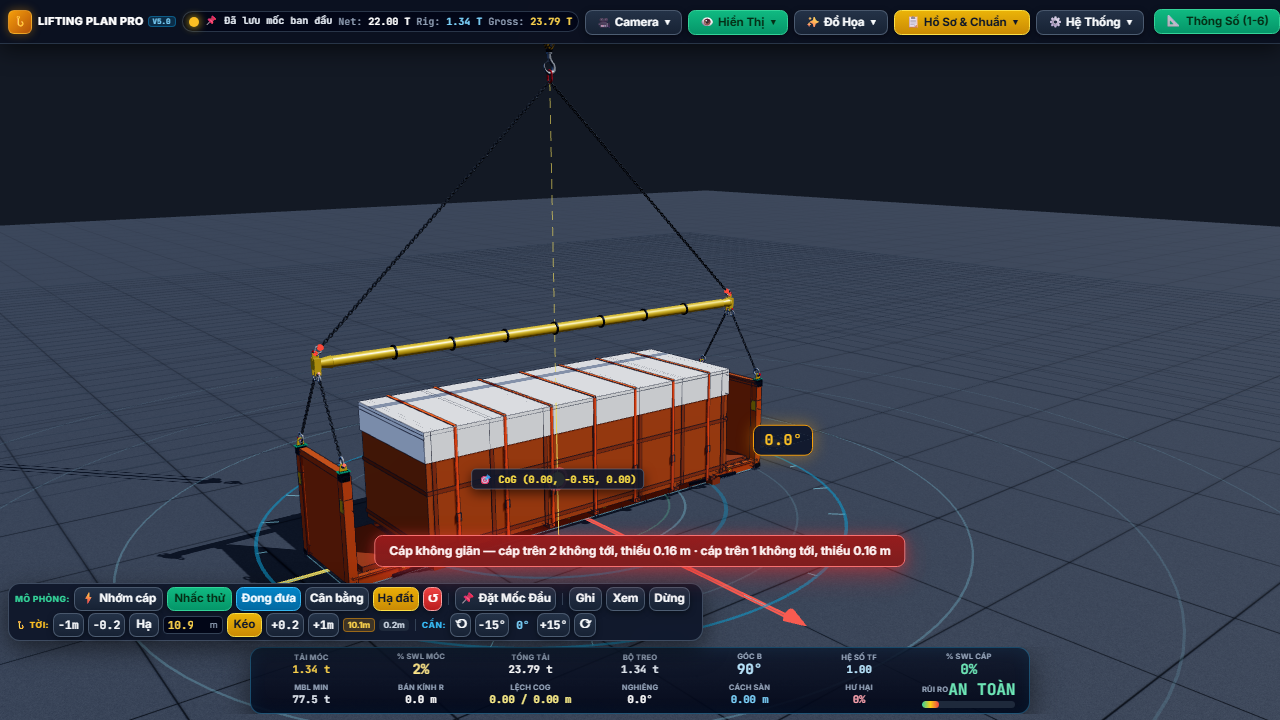 LIFTING PLAN PRO V5.0 Đã lưu mốc ban đầu Net: 22.00 T Rig: 1.34 T Gross: 23.79 T Camera ▾ Hiển Thị ▾ Đồ Họa ▾ Hồ Sơ & Chuẩn ▾ Hệ Thống ▾ Thông Số (1-6)
0.0°
CoG (0.00, -0.55, 0.00)
Cáp không giãn — cáp trên 2 không tới, thiếu 0.16 m · cáp trên 1 không tới, thiếu 0.16 m
MÔ PHỎNG: Nhóm cáp Nhấc thử Đong đưa Cân bằng Hạ đất ↺ Đặt Mốc Đầu Ghi Xem Dừng
TỜI: -1m -0.2 Hạ 10.9 m Kéo +0.2 +1m 10.1m 0.2m CẨN: ⟲ -15° 0° +15° ⟳
TẢI MÓC % SWL MÓC TỔNG TẢI BỘ TREO GÓC B HỆ SỐ TF % SWL CÁP
1.34 t 2% 23.79 t 1.34 t 90° 1.00 0%
MBL MIN BÁN KÍNH R LỆCH COG NGHIÊNG CÁCH SÀN HƯ HẠI RỦI RO AN TOÀN
77.5 t 0.0 m 0.00 / 0.00 m 0.0° 0.00 m 0%